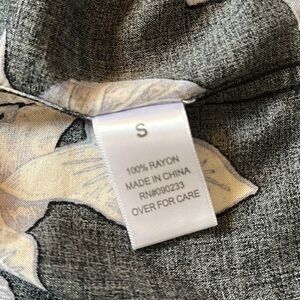 S
100% RAYON
MADE IN CHINA
RN#090233
OVER FOR CARE